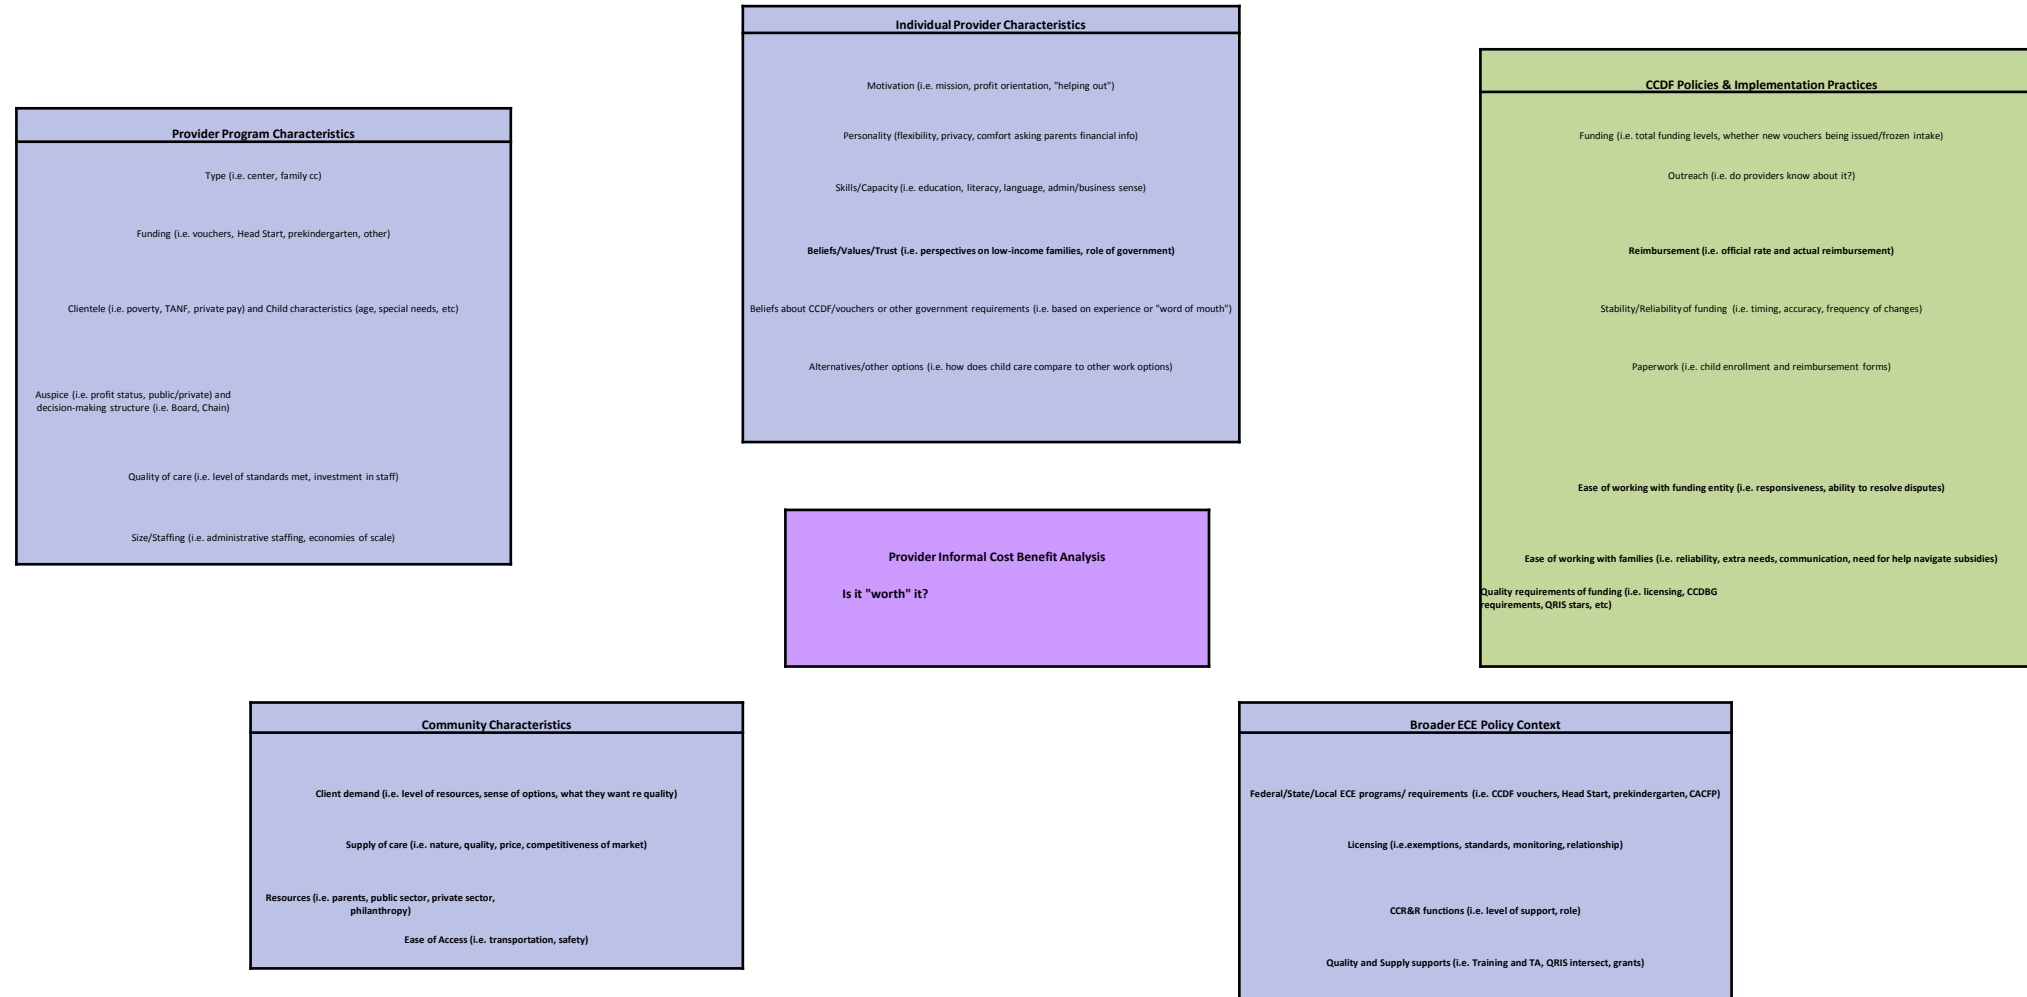 Individual Provider Characteristics
Motivation (i.e. mission, profit orientation, "helping out")
Personality (flexibility, privacy, comfort asking parents financial info)
Skills/Capacity (i.e. education, literacy, language, admin/business sense)
Beliefs/Values/Trust (i.e. perspectives on low-income families, role of government)
Beliefs about CCDF/vouchers or other government requirements (i.e. based on experience or "word of mouth")
Alternatives/other options (i.e. how does child care compare to other work options)
CCDF Policies & Implementation Practices
Funding (i.e. total funding levels, whether new vouchers being issued/frozen intake)
Outreach (i.e. do providers know about it?)
Reimbursement (i.e. official rate and actual reimbursement)
Stability/Reliability of funding (i.e. timing, accuracy, frequency of changes)
Paperwork (i.e. child enrollment and reimbursement forms)
Ease of working with funding entity (i.e. responsiveness, ability to resolve disputes)
Ease of working with families (i.e. reliability, extra needs, communication, need for help navigate subsidies)
Quality requirements of funding (i.e. licensing, CCDBG
requirements, QRIS stars, etc)
Provider Program Characteristics
Type (i.e. center, family cc)
Funding (i.e. vouchers, Head Start, prekindergarten, other)
Clientele (i.e. poverty, TANF, private pay) and Child characteristics (age, special needs, etc)
Auspice (i.e. profit status, public/private) and
decision-making structure (i.e. Board, Chain)
Quality of care (i.e. level of standards met, investment in staff)
Size/Staffing (i.e. administrative staffing, economies of scale)
Provider Informal Cost Benefit Analysis
Is it "worth" it?
Community Characteristics
Client demand (i.e. level of resources, sense of options, what they want re quality)
Supply of care (i.e. nature, quality, price, competitiveness of market)
Resources (i.e. parents, public sector, private sector,
philanthropy)
Ease of Access (i.e. transportation, safety)
Broader ECE Policy Context
Federal/State/Local ECE programs/ requirements (i.e. CCDF vouchers, Head Start, prekindergarten, CACFP)
Licensing (i.e.exemptions, standards, monitoring, relationship)
CCR&R functions (i.e. level of support, role)
Quality and Supply supports (i.e. Training and TA, QRIS intersect, grants)